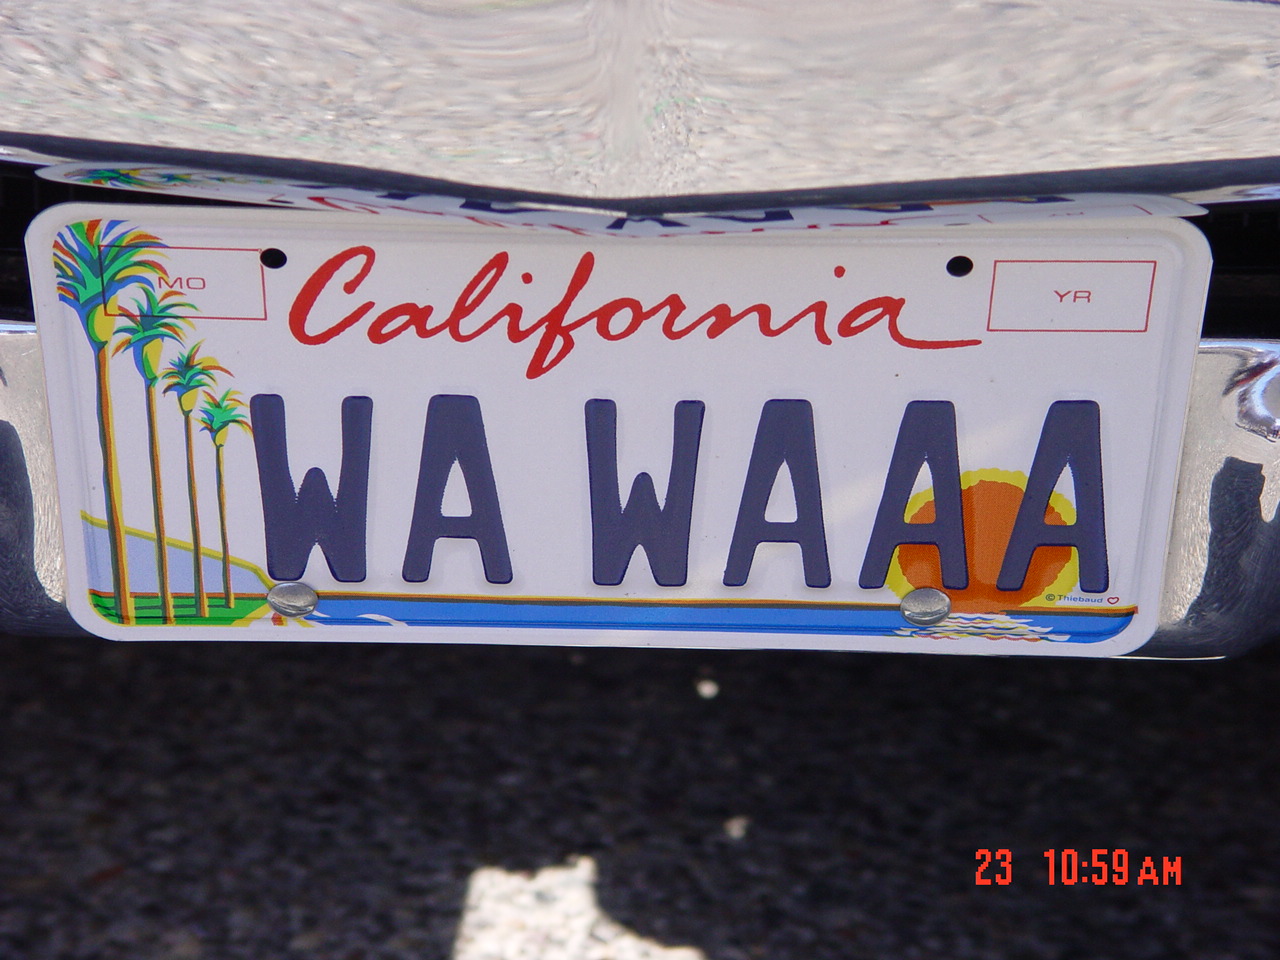 MO
California
YR
WA WAAA
© Thiebaud ♡
23 10:59 AM